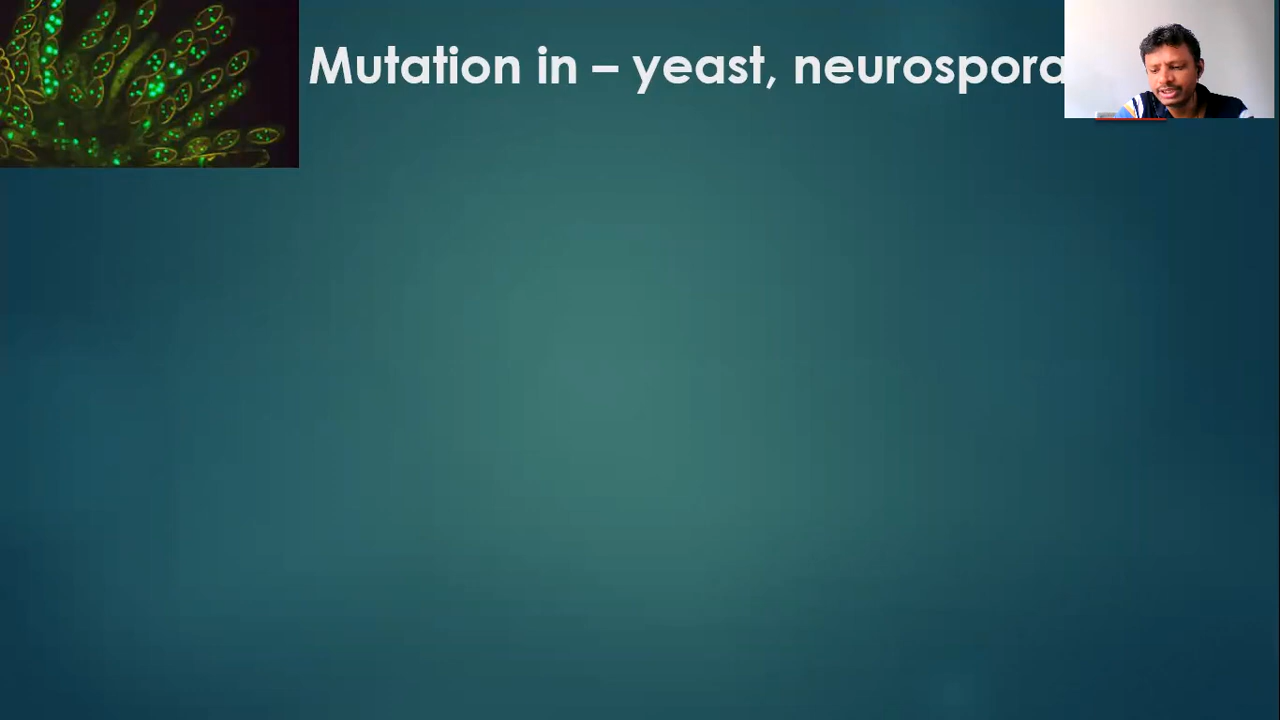 Mutation in – yeast, neurospora